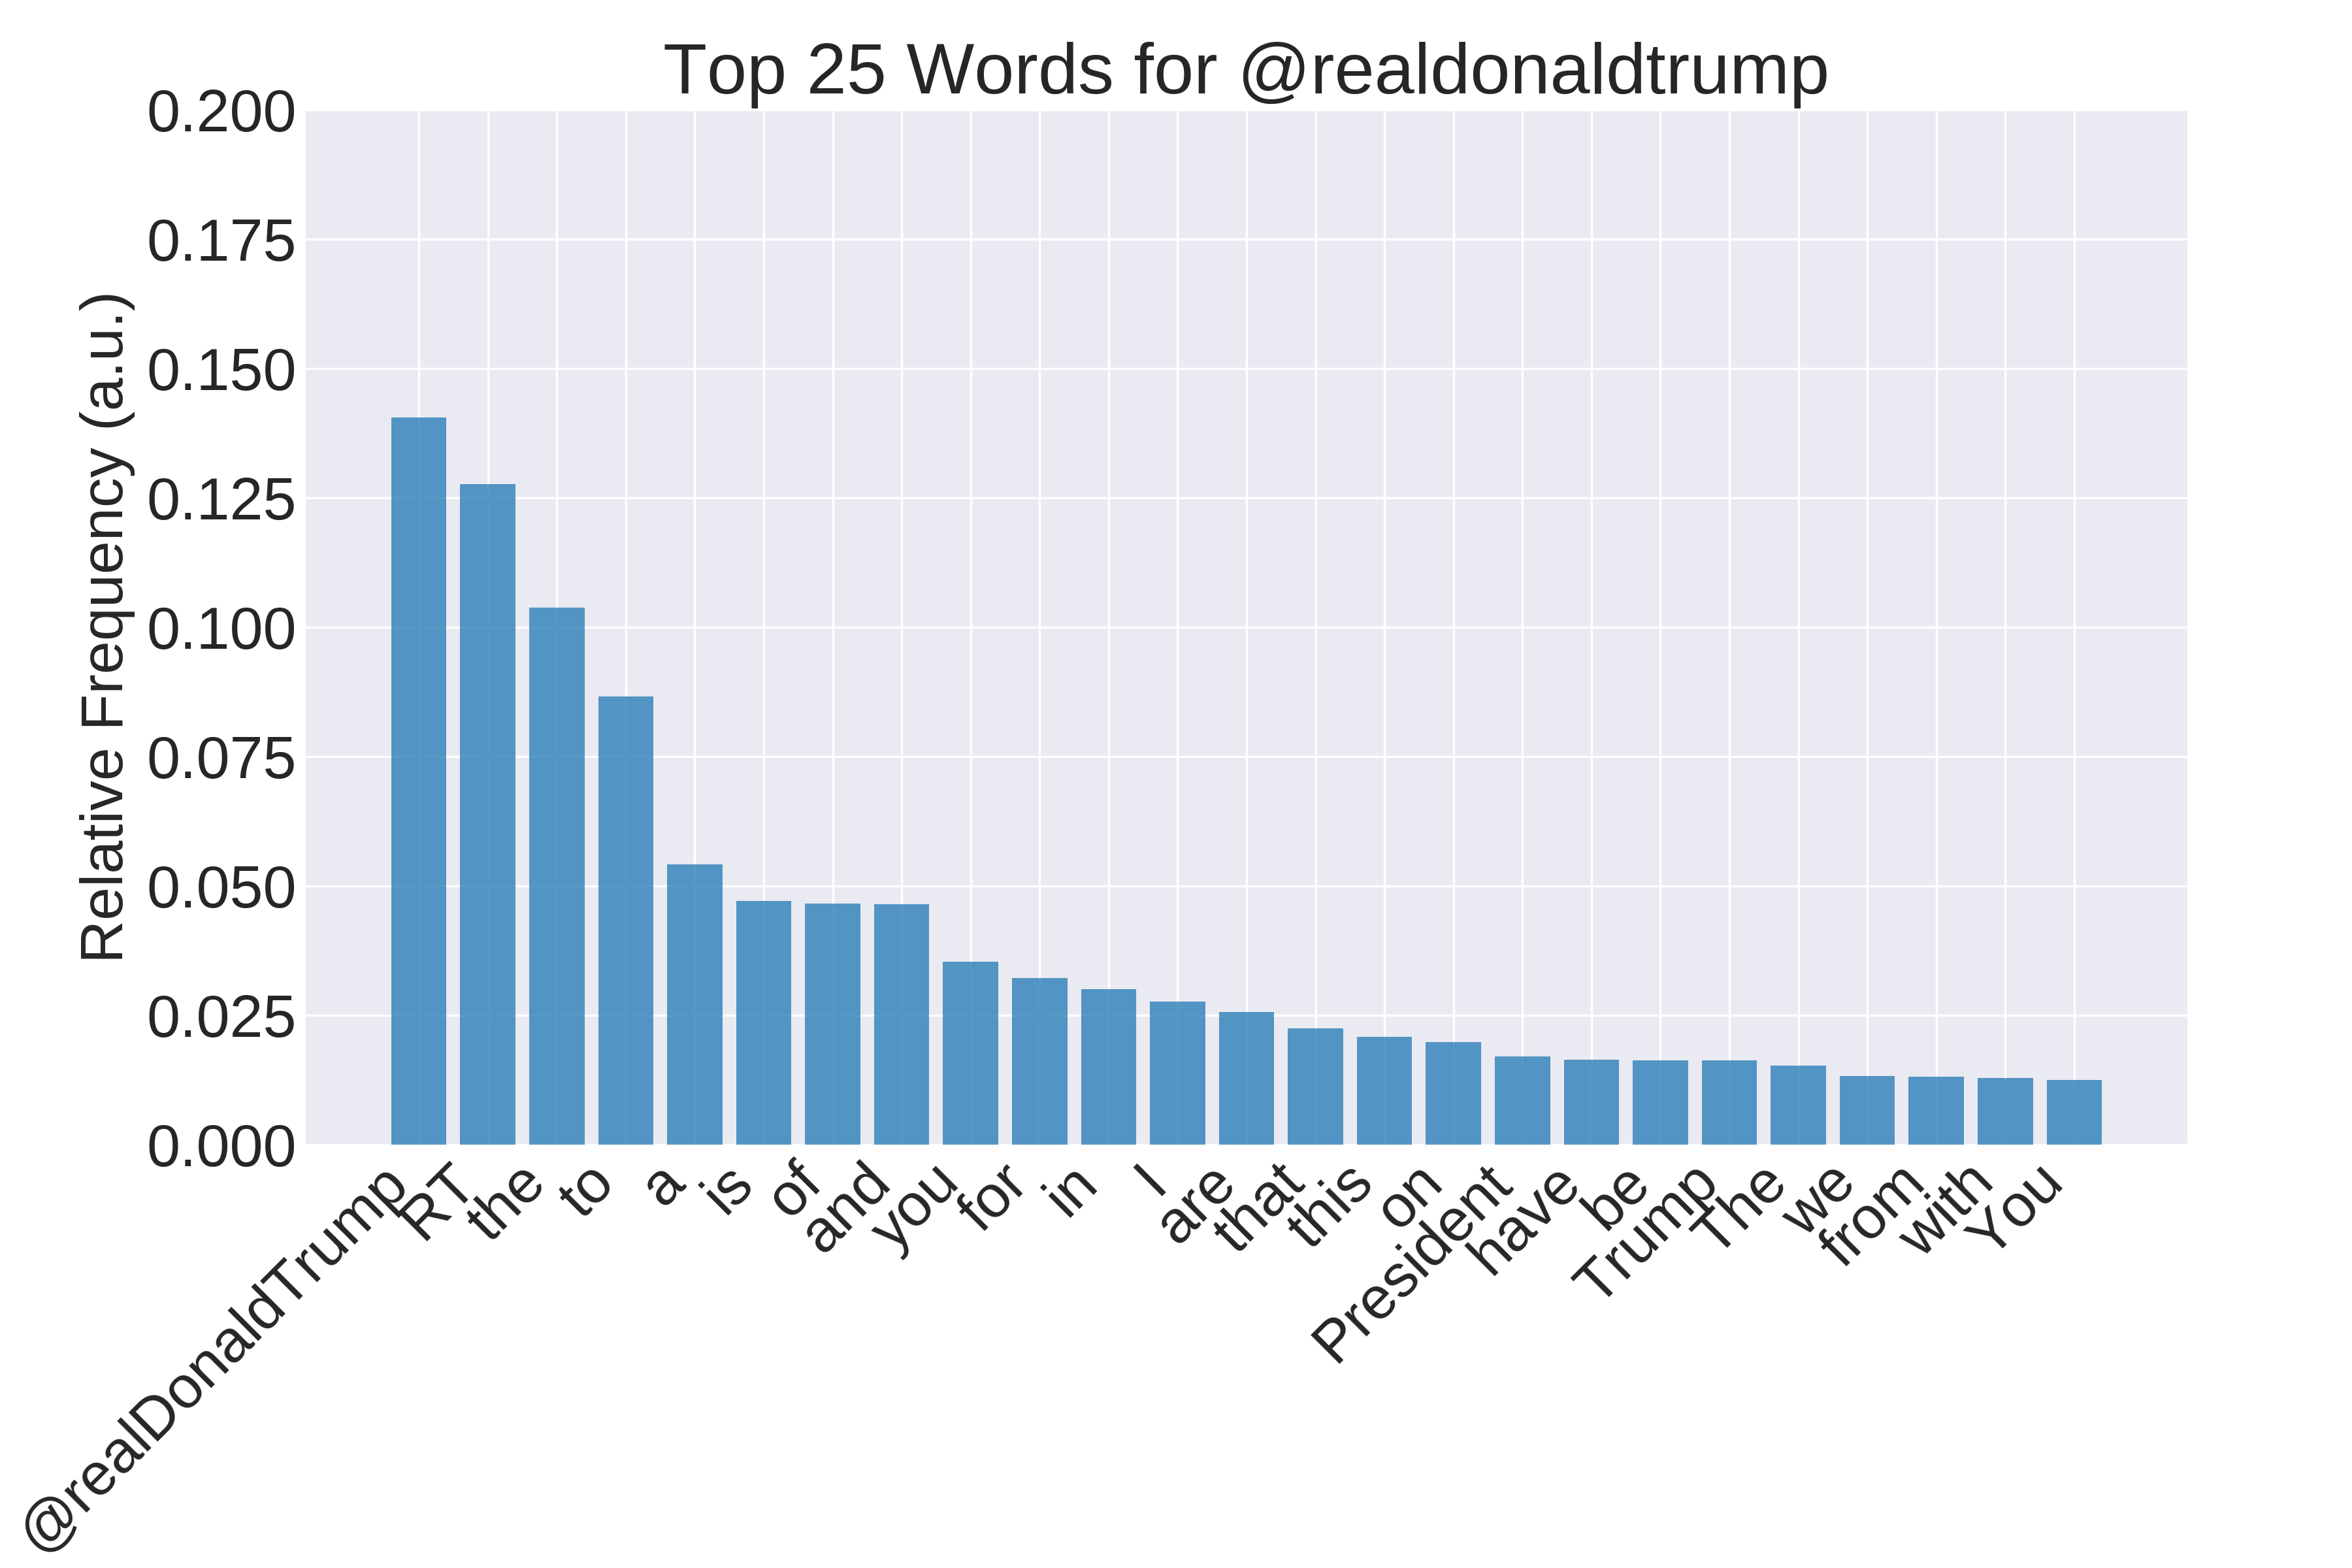 Top 25 Words for @realdonaldtrump
Relative Frequency (a.u.)
0.200
0.175
0.150
0.125
0.100
0.075
0.050
0.025
0.000
@realDonaldTrump
RT
the
to
a
is
of
and
you
for
in
I
are
that
this
on
President
have
be
Trump
The
we
from
with
You